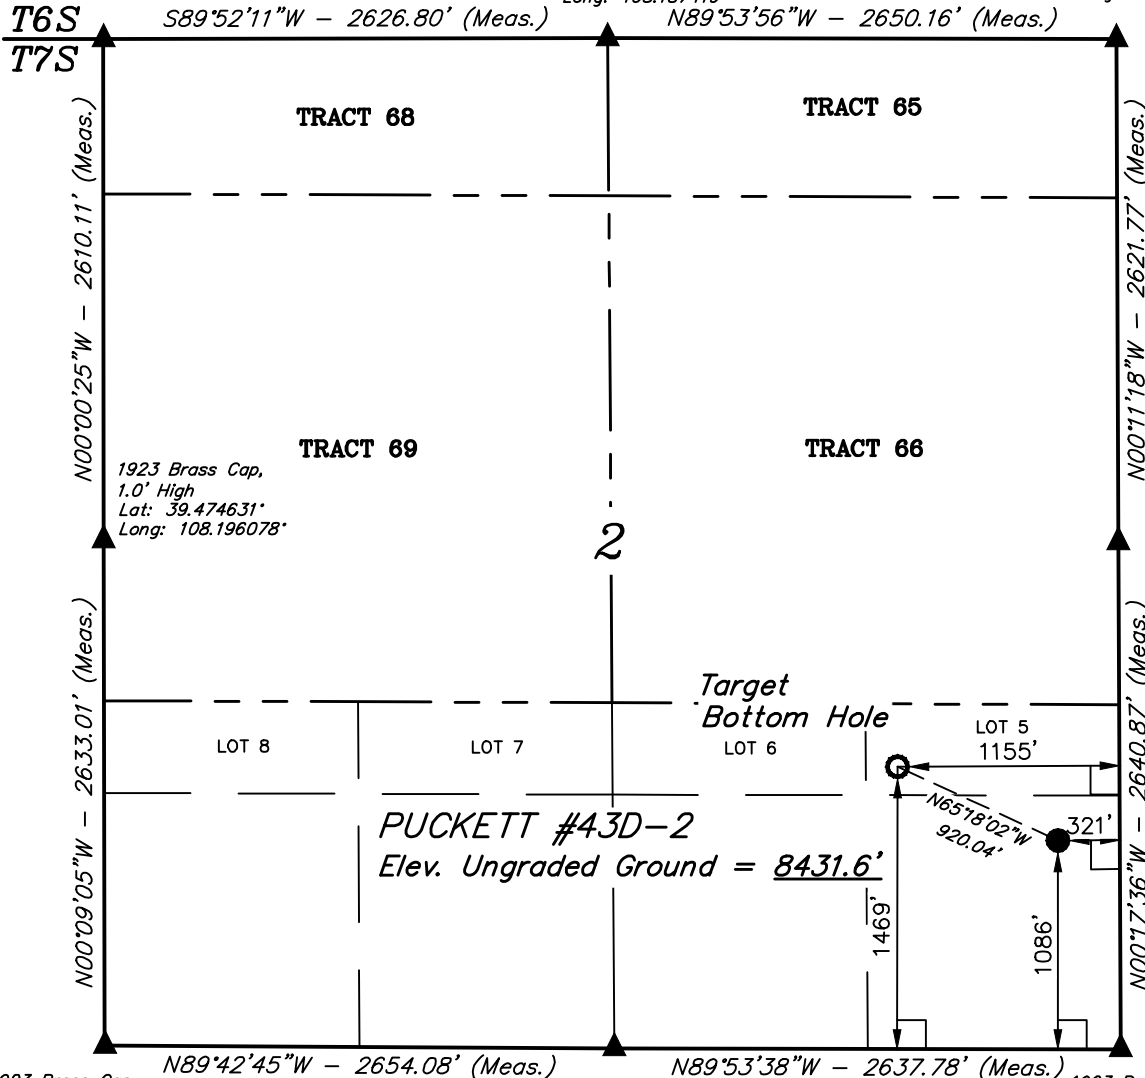 T6S
S89°52'11"W - 2626.80' (Meas.)
N89°53'56"W - 2650.16' (Meas.)
T7S
TRACT 68
TRACT 65
N00°00'25"W - 2610.11' (Meas.)
N00°11'18"W - 2621.77' (Meas.)
TRACT 69
TRACT 66
1923 Brass Cap,
1.0' High
Lat: 39.474631°
Long: 108.196078°
2
N00°09'05"W - 2633.01' (Meas.)
N00°17'36"W - 2640.87' (Meas.)
Target
Bottom Hole
LOT 8
LOT 7
LOT 6
LOT 5
1155'
N65°18'02"W
920.04'
321'
PUCKETT #43D-2
Elev. Ungraded Ground = 8431.6'
1469'
1086'
N89°42'45"W - 2654.08' (Meas.)
N89°53'38"W - 2637.78' (Meas.)